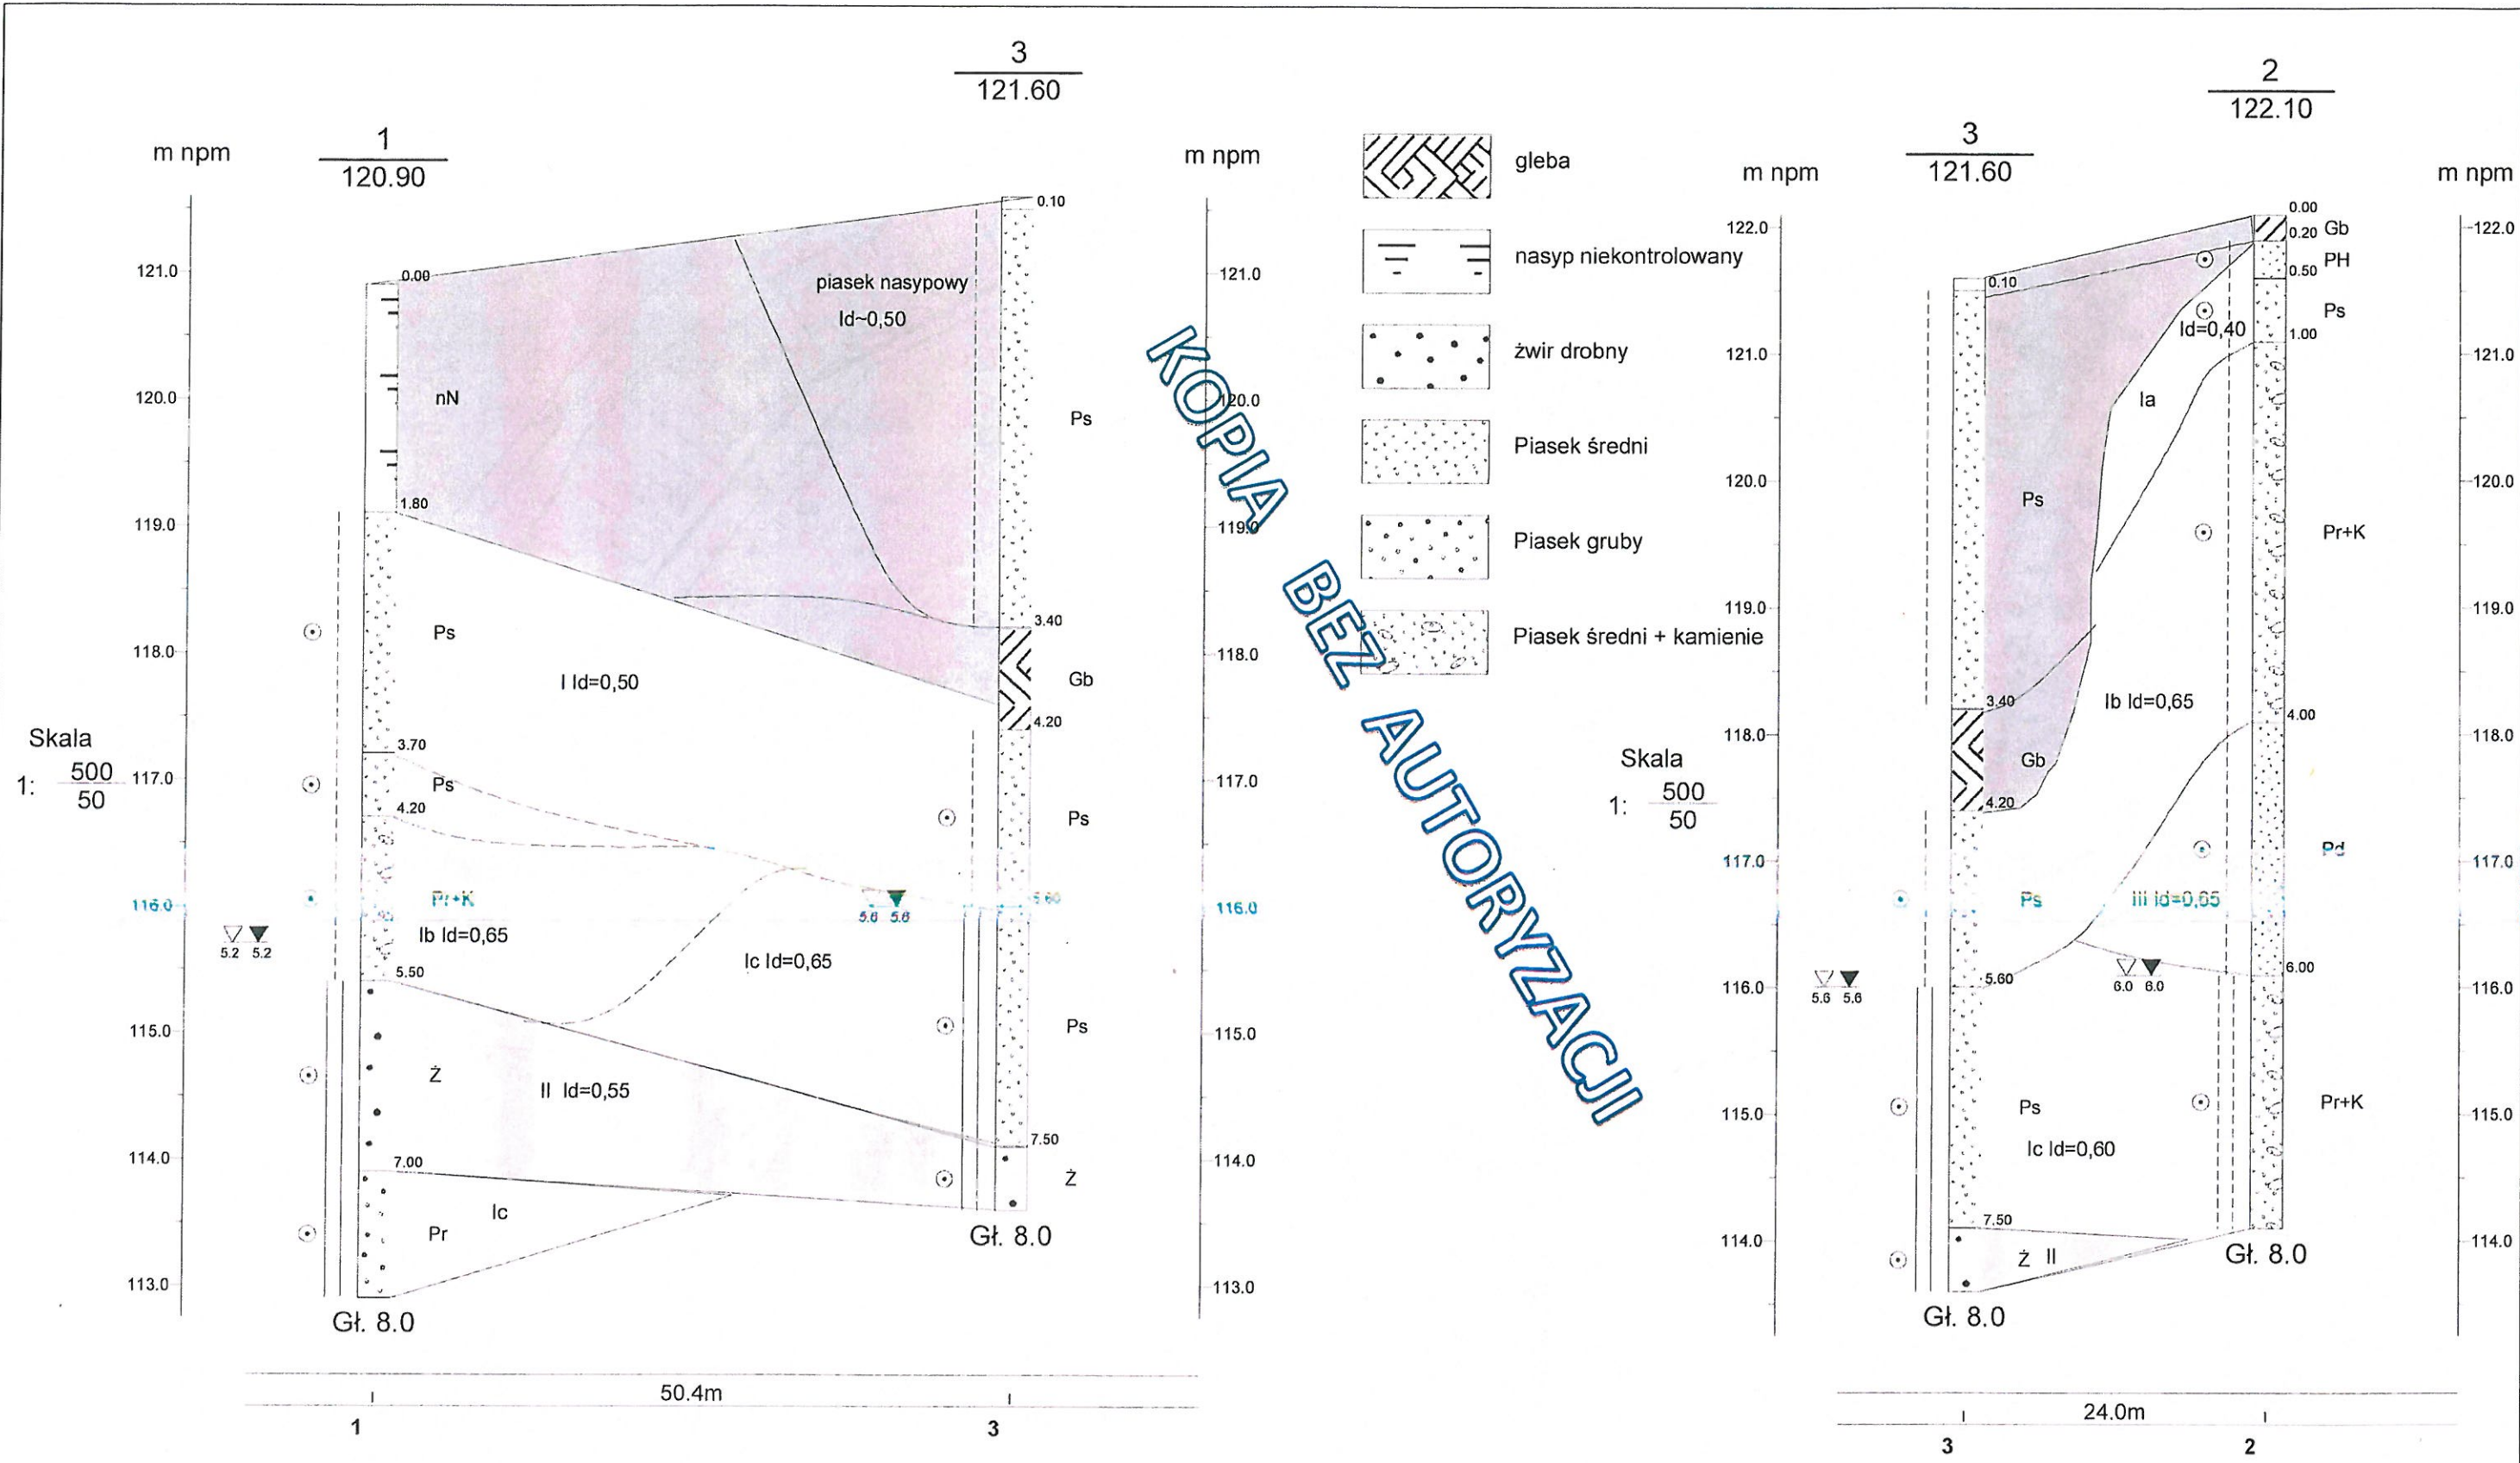 3
121.60
1
120.90
m npm
m npm
121.0
120.0
119.0
118.0
117.0
116.0
115.0
114.0
113.0
Skala
1: 500
50
0.00
nN
1.80
Ps
3.70
Ps
4.20
Pr+K
Ib Id=0,65
5.50
Ż
7.00
Ic
Pr
Gł. 8.0
5.2 5.2
piasek nasypowy
Id~0,50
I Id=0,50
Ic Id=0,65
II Id=0,55
5.6 5.6
0.10
Ps
3.40
Gb
4.20
Ps
5.60
Ps
7.50
Ż
Gł. 8.0
121.0
120.0
119.0
118.0
117.0
116.0
115.0
114.0
113.0
50.4m
1 3
gleba
nasyp niekontrolowany
żwir drobny
Piasek średni
Piasek gruby
Piasek średni + kamienie
KOPIA BEZ AUTORYZACJI
2
122.10
3
121.60
m npm
m npm
122.0
121.0
120.0
119.0
118.0
117.0
116.0
115.0
114.0
Skala
1: 500
50
0.10
Ps
3.40
Gb
4.20
Ps
5.60
Ps
Ic Id=0,60
7.50
Ż II
Gł. 8.0
5.6 5.6
Id=0,40
Ia
Ib Id=0,65
III Id=0,65
6.0 6.0
0.00
Gb
0.20
PH
0.50
Ps
1.00
Pr+K
4.00
Pd
6.00
Pr+K
Gł. 8.0
122.0
121.0
120.0
119.0
118.0
117.0
116.0
115.0
114.0
24.0m
3 2